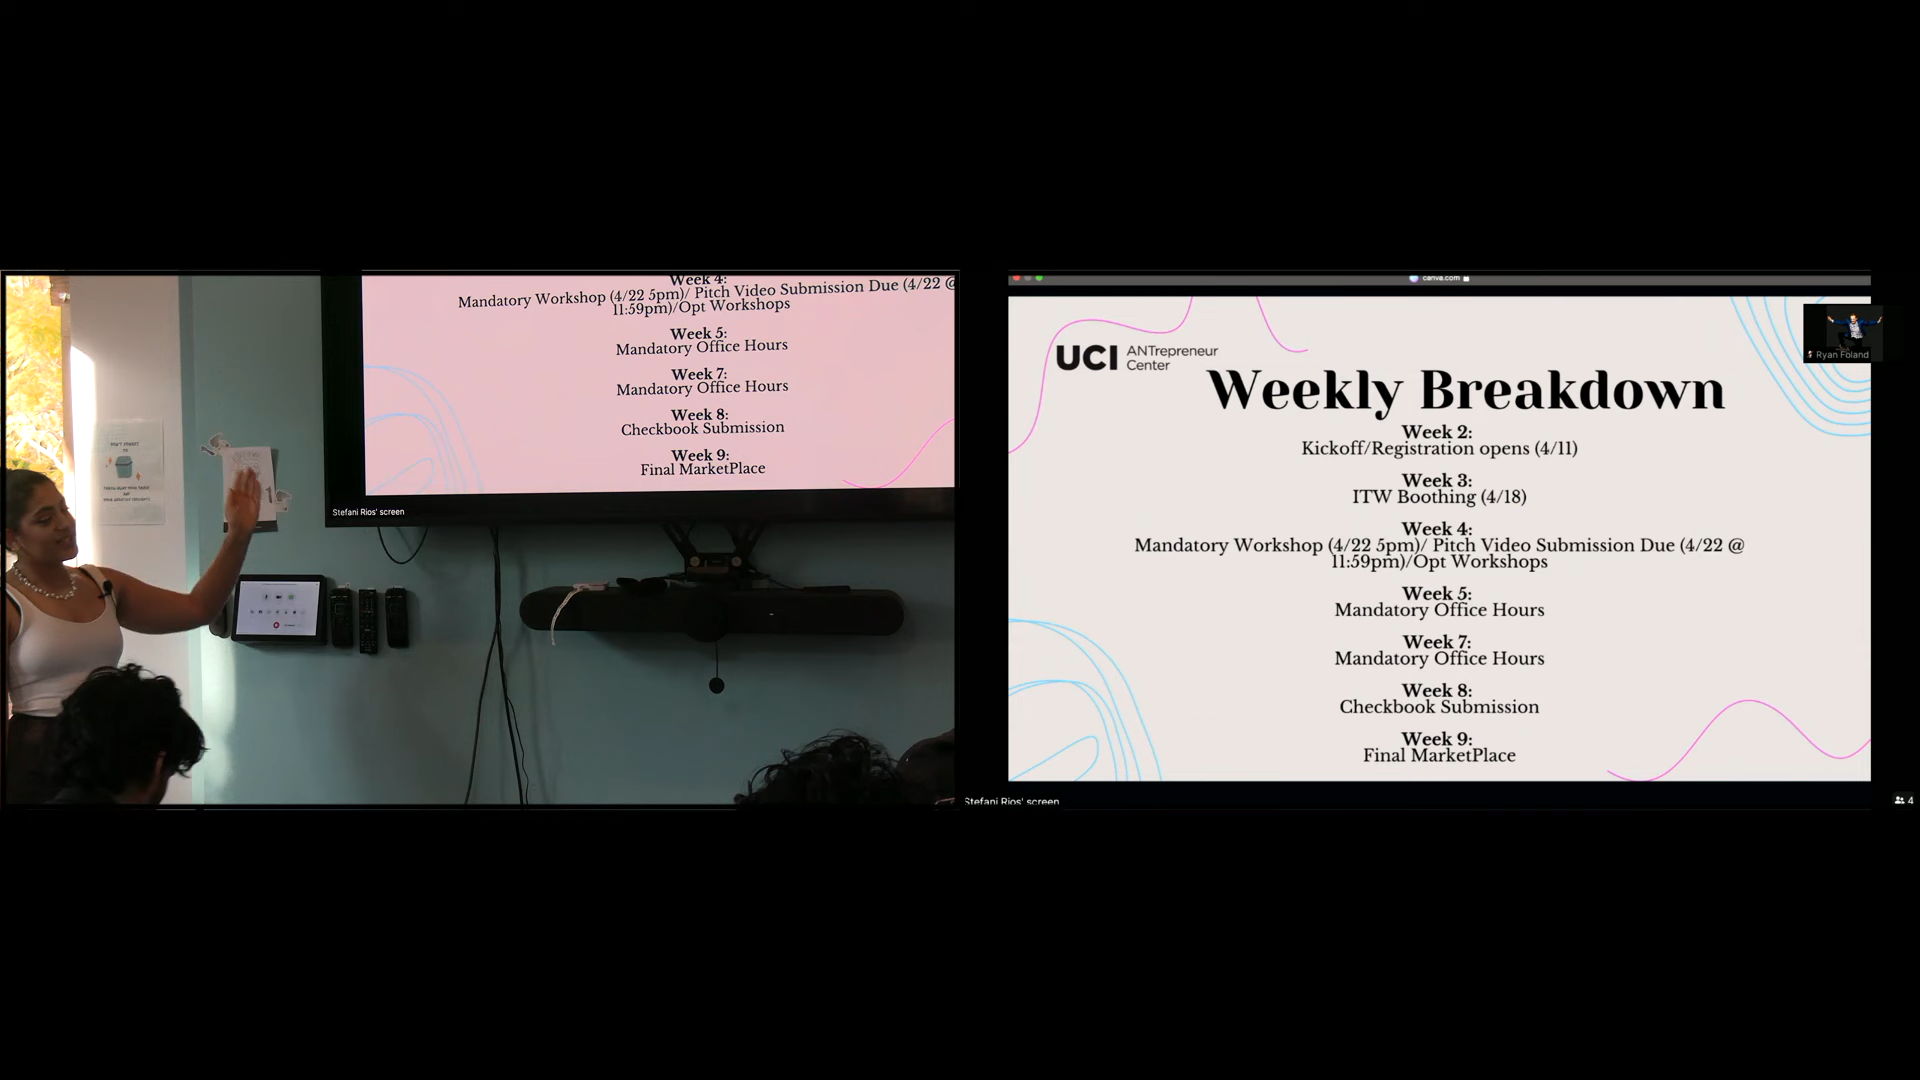 Week 4:
Mandatory Workshop (4/22 5pm)/ Pitch Video Submission Due (4/22 @
11:59pm)/Opt Workshops
Week 5:
Mandatory Office Hours
Week 7:
Mandatory Office Hours
Week 8:
Checkbook Submission
Week 9:
Final MarketPlace
Stefani Rios' screen
DON'T FORGET
TO
canva.com
UCI ANTrepreneur
Center
Weekly Breakdown
Week 2:
Kickoff/Registration opens (4/11)
Week 3:
ITW Boothing (4/18)
Week 4:
Mandatory Workshop (4/22 5pm)/ Pitch Video Submission Due (4/22 @
11:59pm)/Opt Workshops
Week 5:
Mandatory Office Hours
Week 7:
Mandatory Office Hours
Week 8:
Checkbook Submission
Week 9:
Final MarketPlace
Ryan Foland
Stefani Rios' screen
4